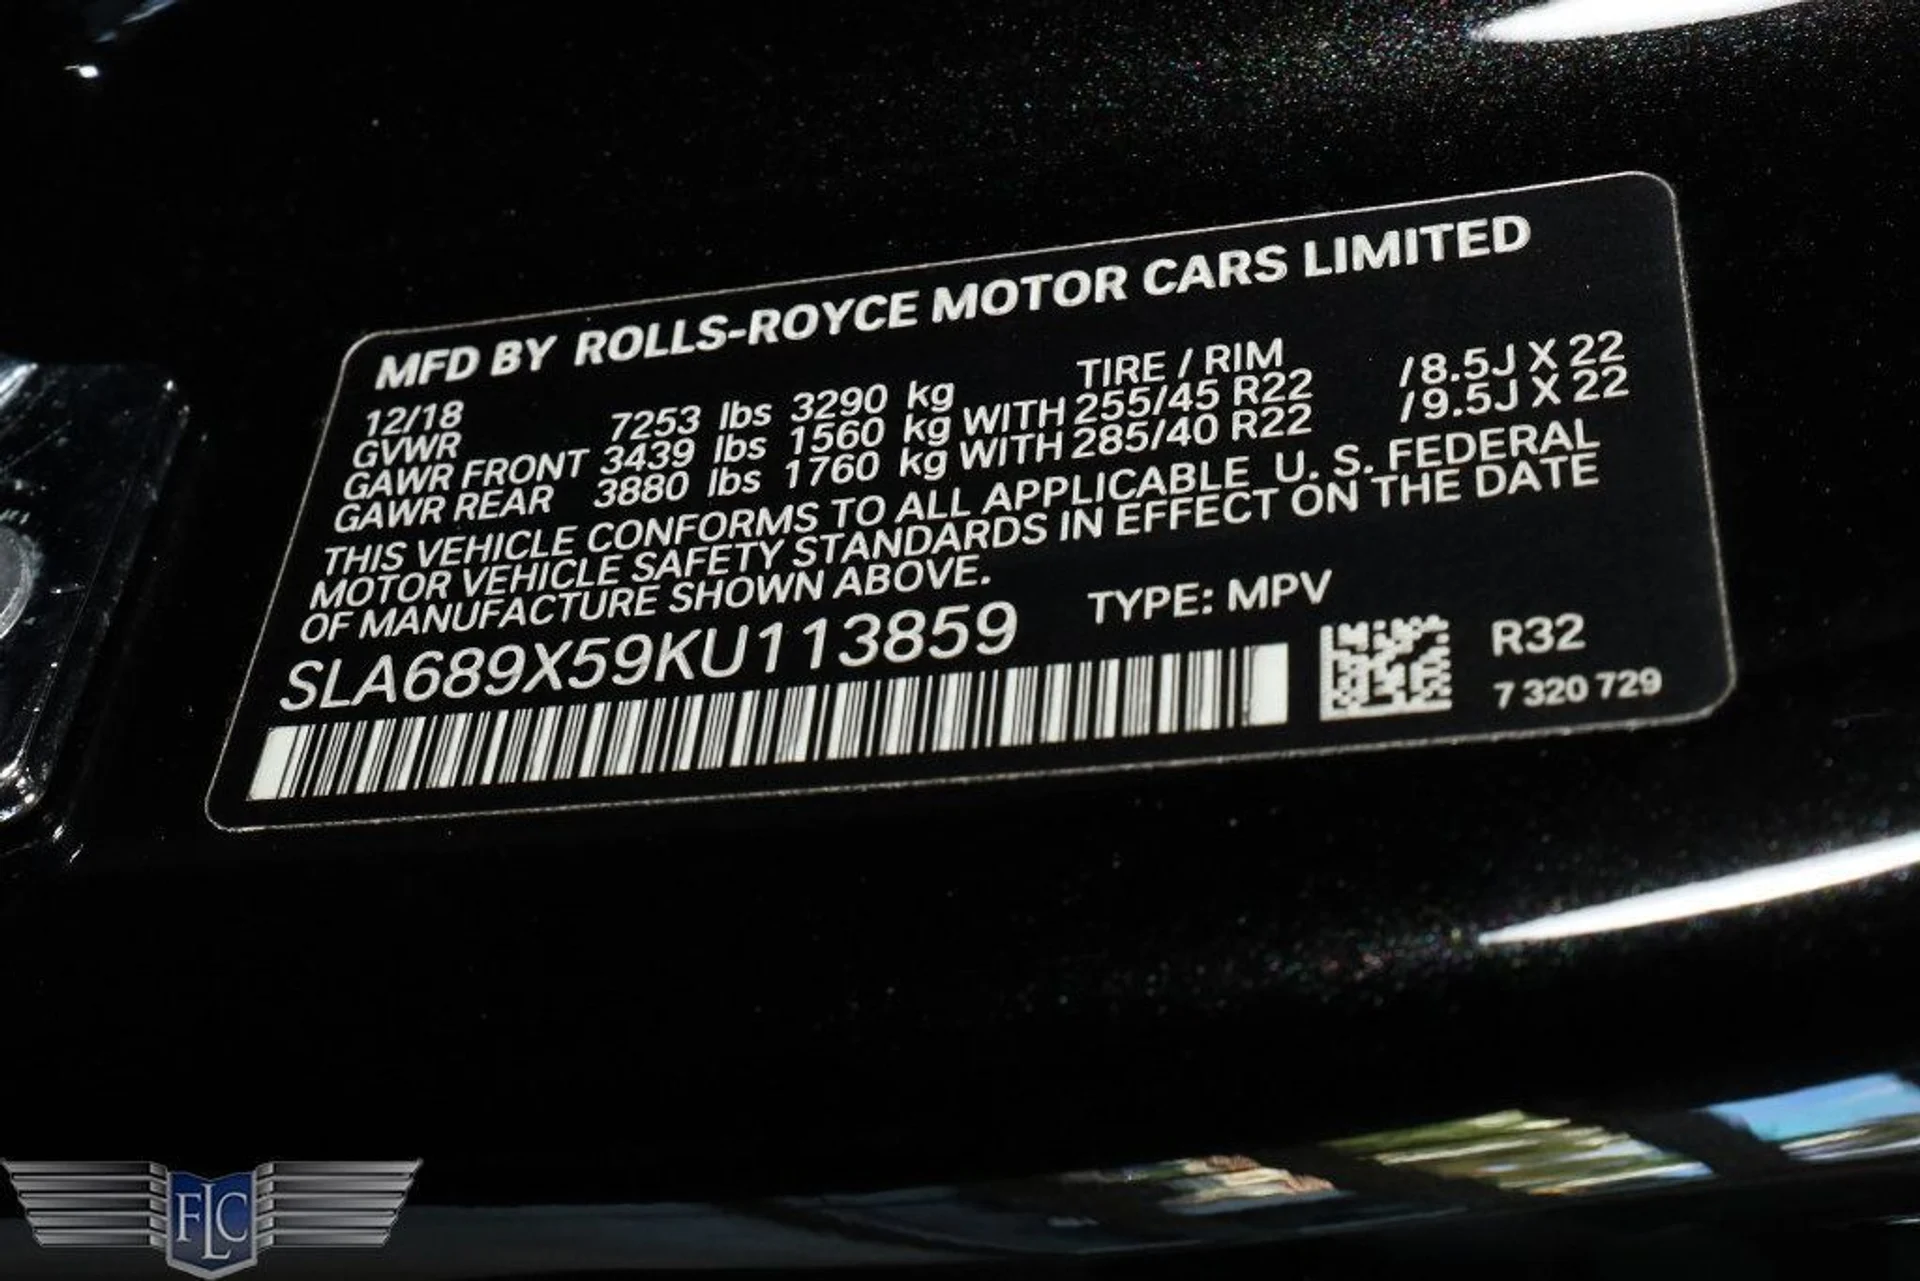 MFD BY ROLLS-ROYCE MOTOR CARS LIMITED
12/18 TIRE / RIM
GVWR 7253 lbs 3290 kg
GAWR FRONT 3439 lbs 1560 kg WITH 255/45 R22 /8.5J X 22
GAWR REAR 3880 lbs 1760 kg WITH 285/40 R22 /9.5J X 22
THIS VEHICLE CONFORMS TO ALL APPLICABLE U. S. FEDERAL
MOTOR VEHICLE SAFETY STANDARDS IN EFFECT ON THE DATE
OF MANUFACTURE SHOWN ABOVE.
SLA689X59KU113859 TYPE: MPV
R32
7 320 729
FLC